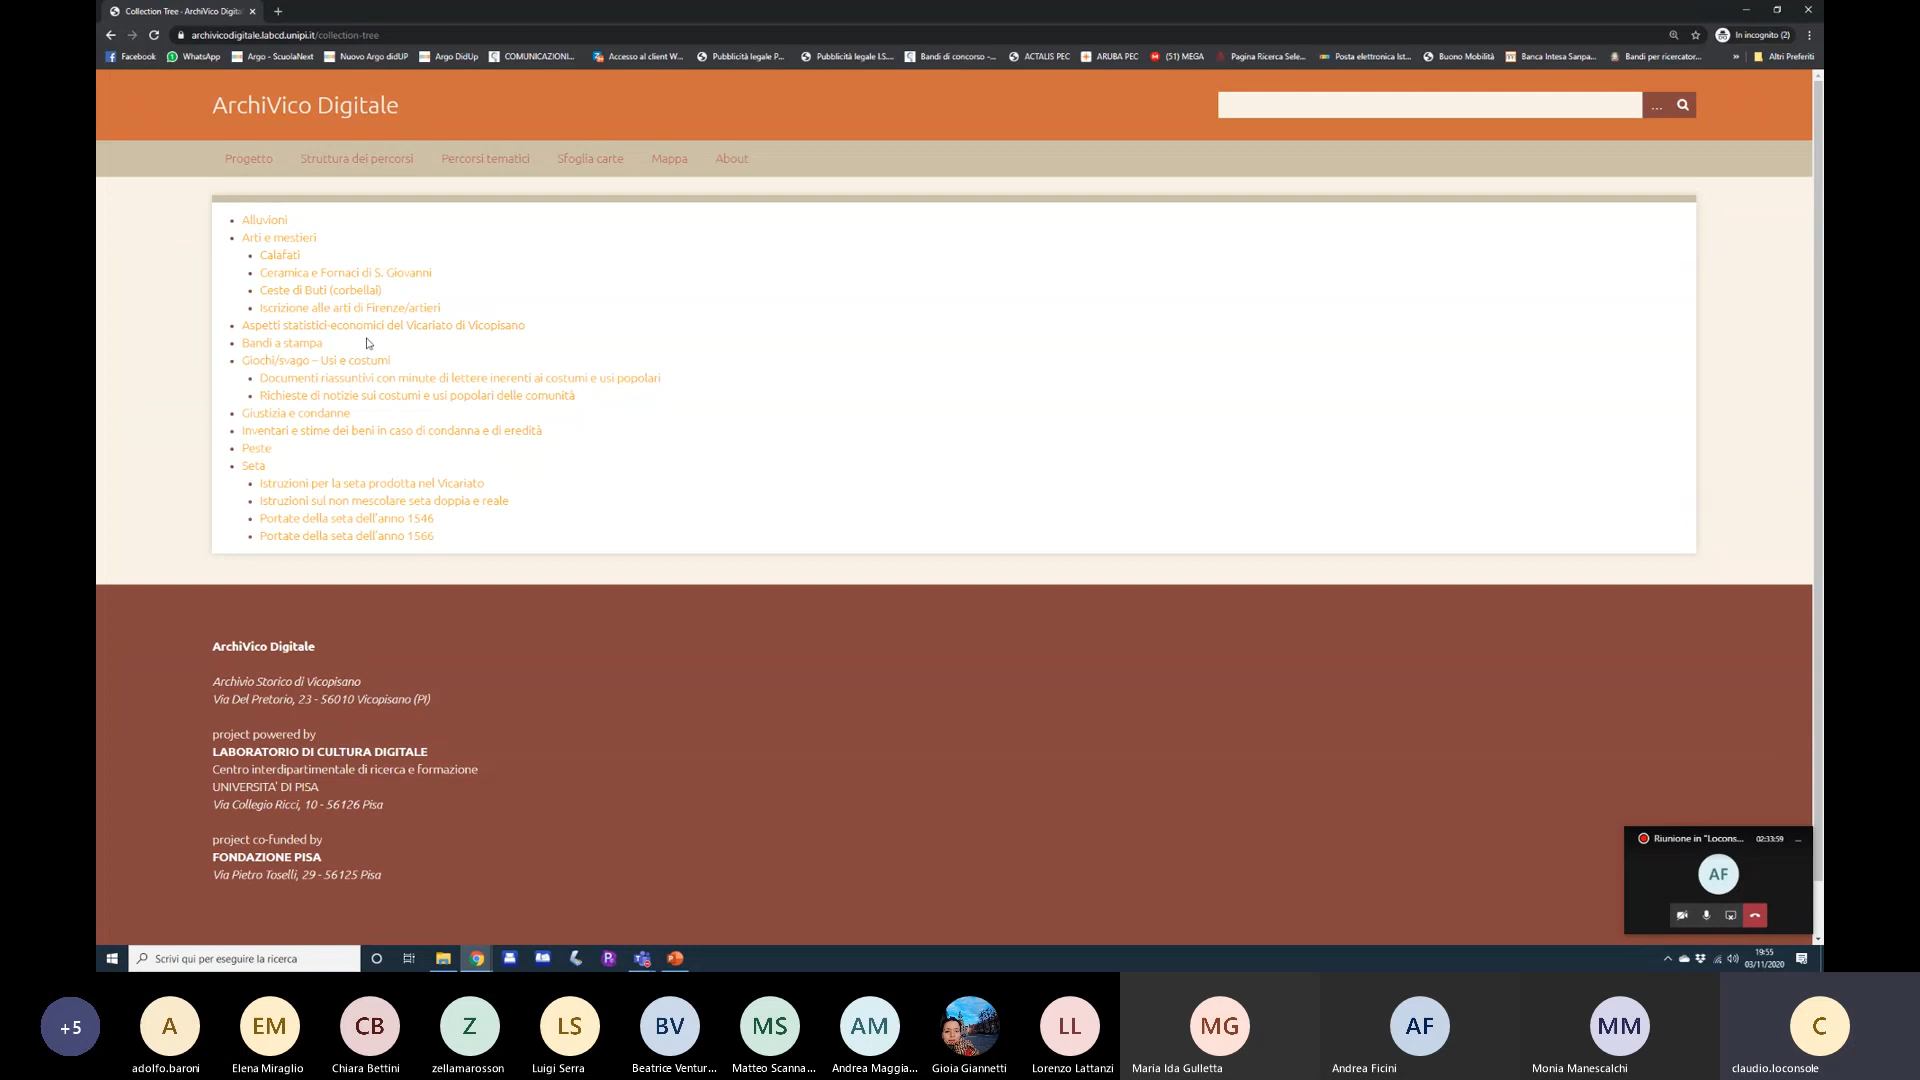 Collection Tree - ArchiVico Digita
archivicodigitale.labcd.unipi.it/collection-tree
In incognito (2)
Facebook
WhatsApp
Argo - ScuolaNext
Nuovo Argo didUP
Argo DidUp
COMUNICAZIONI...
Accesso al client W...
Pubblicità legale P...
Pubblicità legale I.S....
Bandi di concorso -...
ACTALIS PEC
ARUBA PEC
(51) MEGA
Pagina Ricerca Sele...
Posta elettronica Ist...
Buono Mobilità
Banca Intesa Sanpa...
Bandi per ricercator...
»
Altri Preferiti
ArchiVico Digitale
...
Progetto
Struttura dei percorsi
Percorsi tematici
Sfoglia carte
Mappa
About
Alluvioni
Arti e mestieri
Calafati
Ceramica e Fornaci di S. Giovanni
Ceste di Buti (corbellai)
Iscrizione alle arti di Firenze/artieri
Aspetti statistici-economici del Vicariato di Vicopisano
Bandi a stampa
Giochi/svago – Usi e costumi
Documenti riassuntivi con minute di lettere inerenti ai costumi e usi popolari
Richieste di notizie sui costumi e usi popolari delle comunità
Giustizia e condanne
Inventari e stime dei beni in caso di condanna e di eredità
Peste
Seta
Istruzioni per la seta prodotta nel Vicariato
Istruzioni sul non mescolare seta doppia e reale
Portate della seta dell'anno 1546
Portate della seta dell'anno 1566
ArchiVico Digitale
Archivio Storico di Vicopisano
Via Del Pretorio, 23 - 56010 Vicopisano (PI)
project powered by
LABORATORIO DI CULTURA DIGITALE
Centro interdipartimentale di ricerca e formazione
UNIVERSITA' DI PISA
Via Collegio Ricci, 10 - 56126 Pisa
project co-funded by
FONDAZIONE PISA
Via Pietro Toselli, 29 - 56125 Pisa
Riunione in "Locons...
02:33:59
AF
Scrivi qui per eseguire la ricerca
19:55
03/11/2020
+5
A
EM
CB
Z
LS
BV
MS
AM
LL
MG
AF
MM
C
adolfo.baroni
Elena Miraglio
Chiara Bettini
zellamarosson
Luigi Serra
Beatrice Ventur...
Matteo Scanna...
Andrea Maggia...
Gioia Giannetti
Lorenzo Lattanzi
Maria Ida Gulletta
Andrea Ficini
Monia Manescalchi
claudio.loconsole